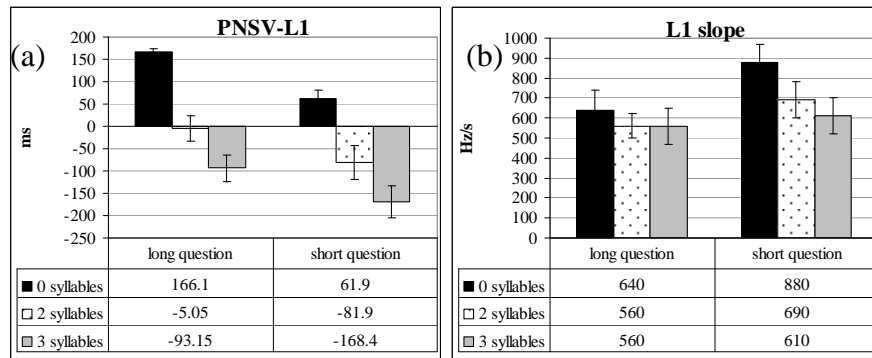 (a)
PNSV-L1
ms
200
150
100
50
0
-50
-100
-150
-200
-250
long question short question
0 syllables 166.1 61.9
2 syllables -5.05 -81.9
3 syllables -93.15 -168.4
(b)
L1 slope
Hz/s
1000
900
800
700
600
500
400
300
200
100
0
long question short question
0 syllables 640 880
2 syllables 560 690
3 syllables 560 610